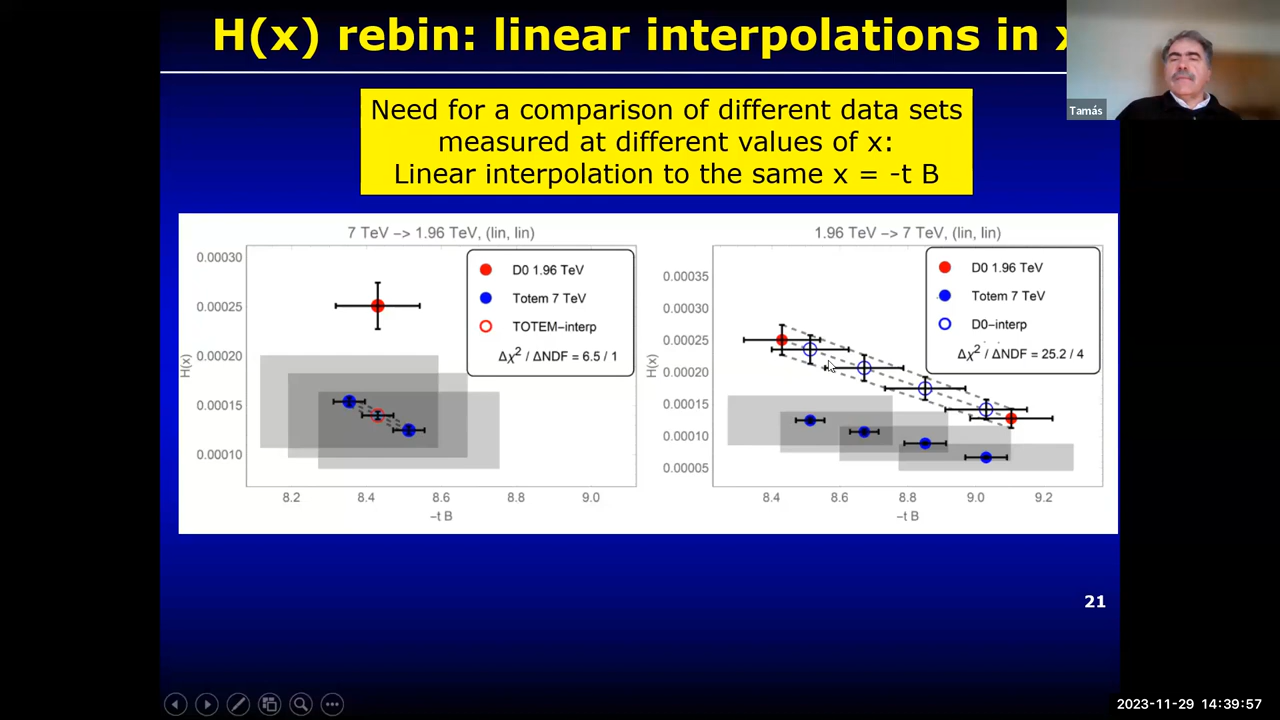 H(x) rebin: linear interpolations in x
Tamás
Need for a comparison of different data sets
measured at different values of x:
Linear interpolation to the same x = -t B
7 TeV -> 1.96 TeV, (lin, lin)
0.00030
0.00025
0.00020
0.00015
0.00010
H(x)
D0 1.96 TeV
Totem 7 TeV
TOTEM-interp
Δχ² / ΔNDF = 6.5 / 1
8.2 8.4 8.6 8.8 9.0
-t B
1.96 TeV -> 7 TeV, (lin, lin)
0.00035
0.00030
0.00025
0.00020
0.00015
0.00010
0.00005
H(x)
D0 1.96 TeV
Totem 7 TeV
D0-interp
Δχ² / ΔNDF = 25.2 / 4
8.4 8.6 8.8 9.0 9.2
-t B
21
2023-11-29 14:39:57